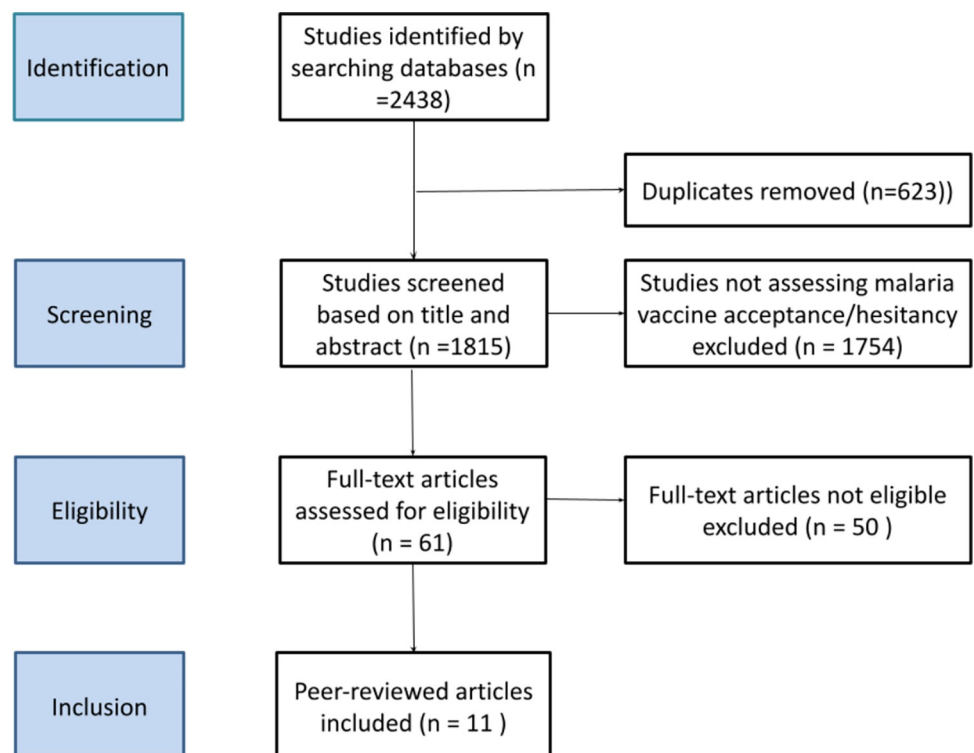 Identification
Studies identified by
searching databases (n
=2438)
Duplicates removed (n=623))
Screening
Studies screened
based on title and
abstract (n =1815)
Studies not assessing malaria
vaccine acceptance/hesitancy
excluded (n = 1754)
Eligibility
Full-text articles
assessed for eligibility
(n = 61)
Full-text articles not eligible
excluded (n = 50 )
Inclusion
Peer-reviewed articles
included (n = 11 )